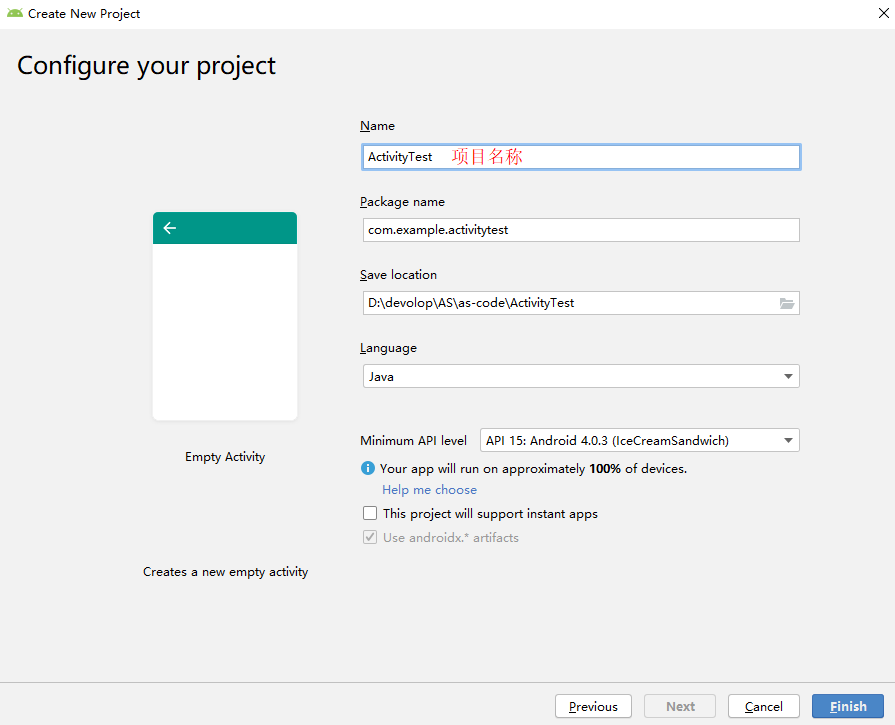 Create New Project
Configure your project
Name
ActivityTest 项目名称
Package name
com.example.activitytest
Save location
D:\devolop\AS\as-code\ActivityTest
Language
Java
Minimum API level API 15: Android 4.0.3 (IceCreamSandwich)
Your app will run on approximately 100% of devices.
Help me choose
This project will support instant apps
Use androidx.* artifacts
Empty Activity
Creates a new empty activity
Previous Next Cancel Finish